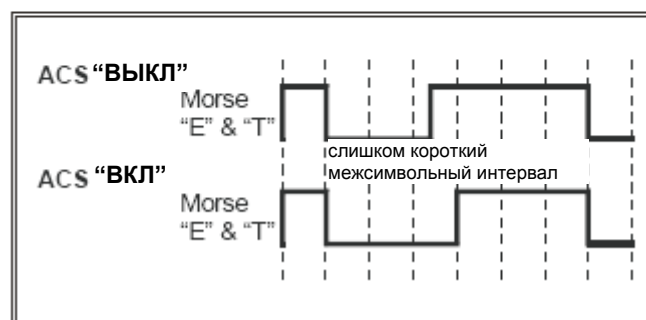 ACS “ВЫКЛ”
Morse
“E” & “T”
слишком короткий
межсимвольный интервал
ACS “ВКЛ”
Morse
“E” & “T”